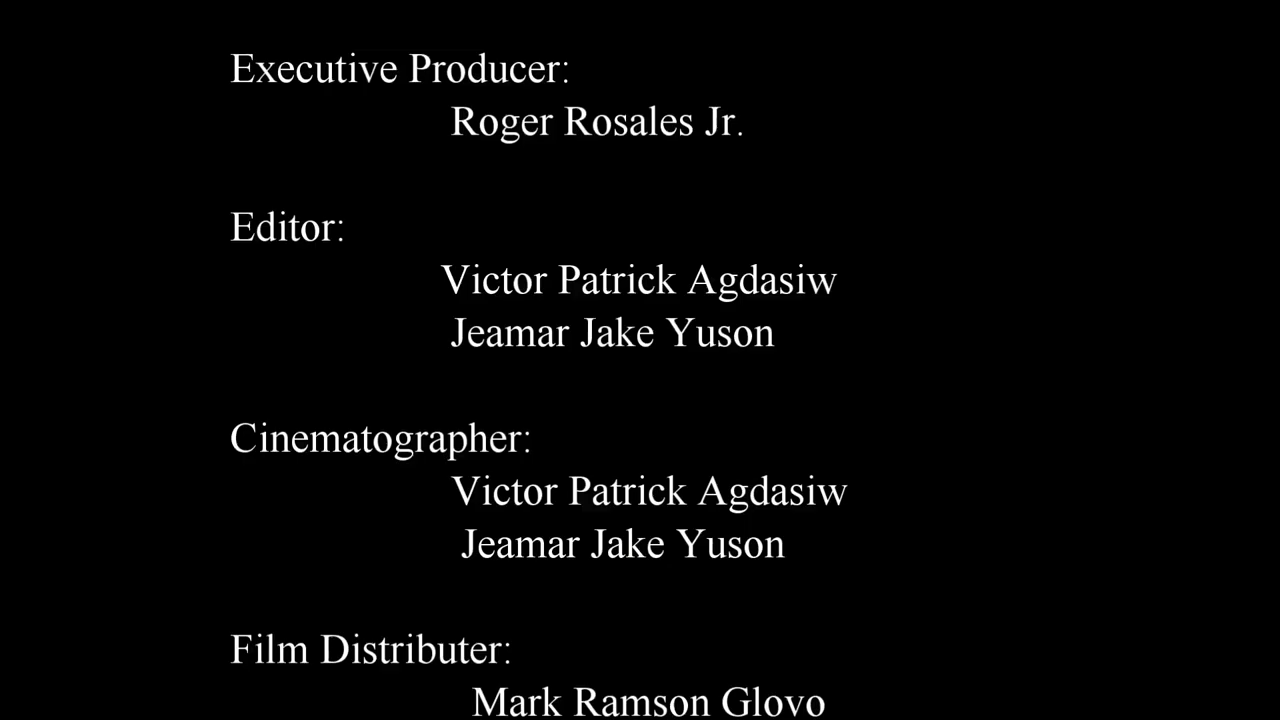 Executive Producer:
Roger Rosales Jr.
Editor:
Victor Patrick Agdasiw
Jeamar Jake Yuson
Cinematographer:
Victor Patrick Agdasiw
Jeamar Jake Yuson
Film Distributer:
Mark Ramson Glovo